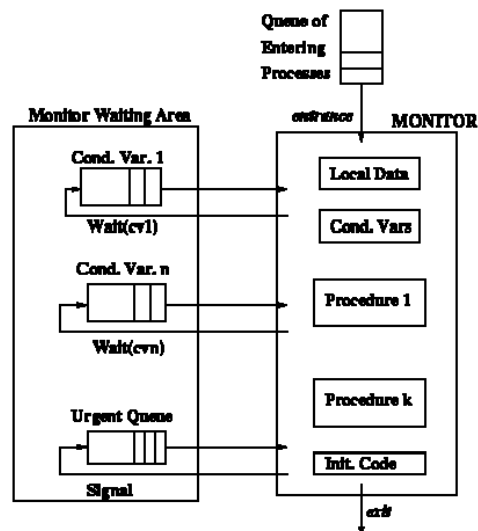 Queue of
Entering
Processes
entrance
Monitor Waiting Area
MONITOR
Cond. Var. 1
Local Data
Wait(cv1)
Cond. Vars
Cond. Var. n
Procedure 1
Wait(cvn)
Procedure k
Urgent Queue
Init. Code
Signal
exit